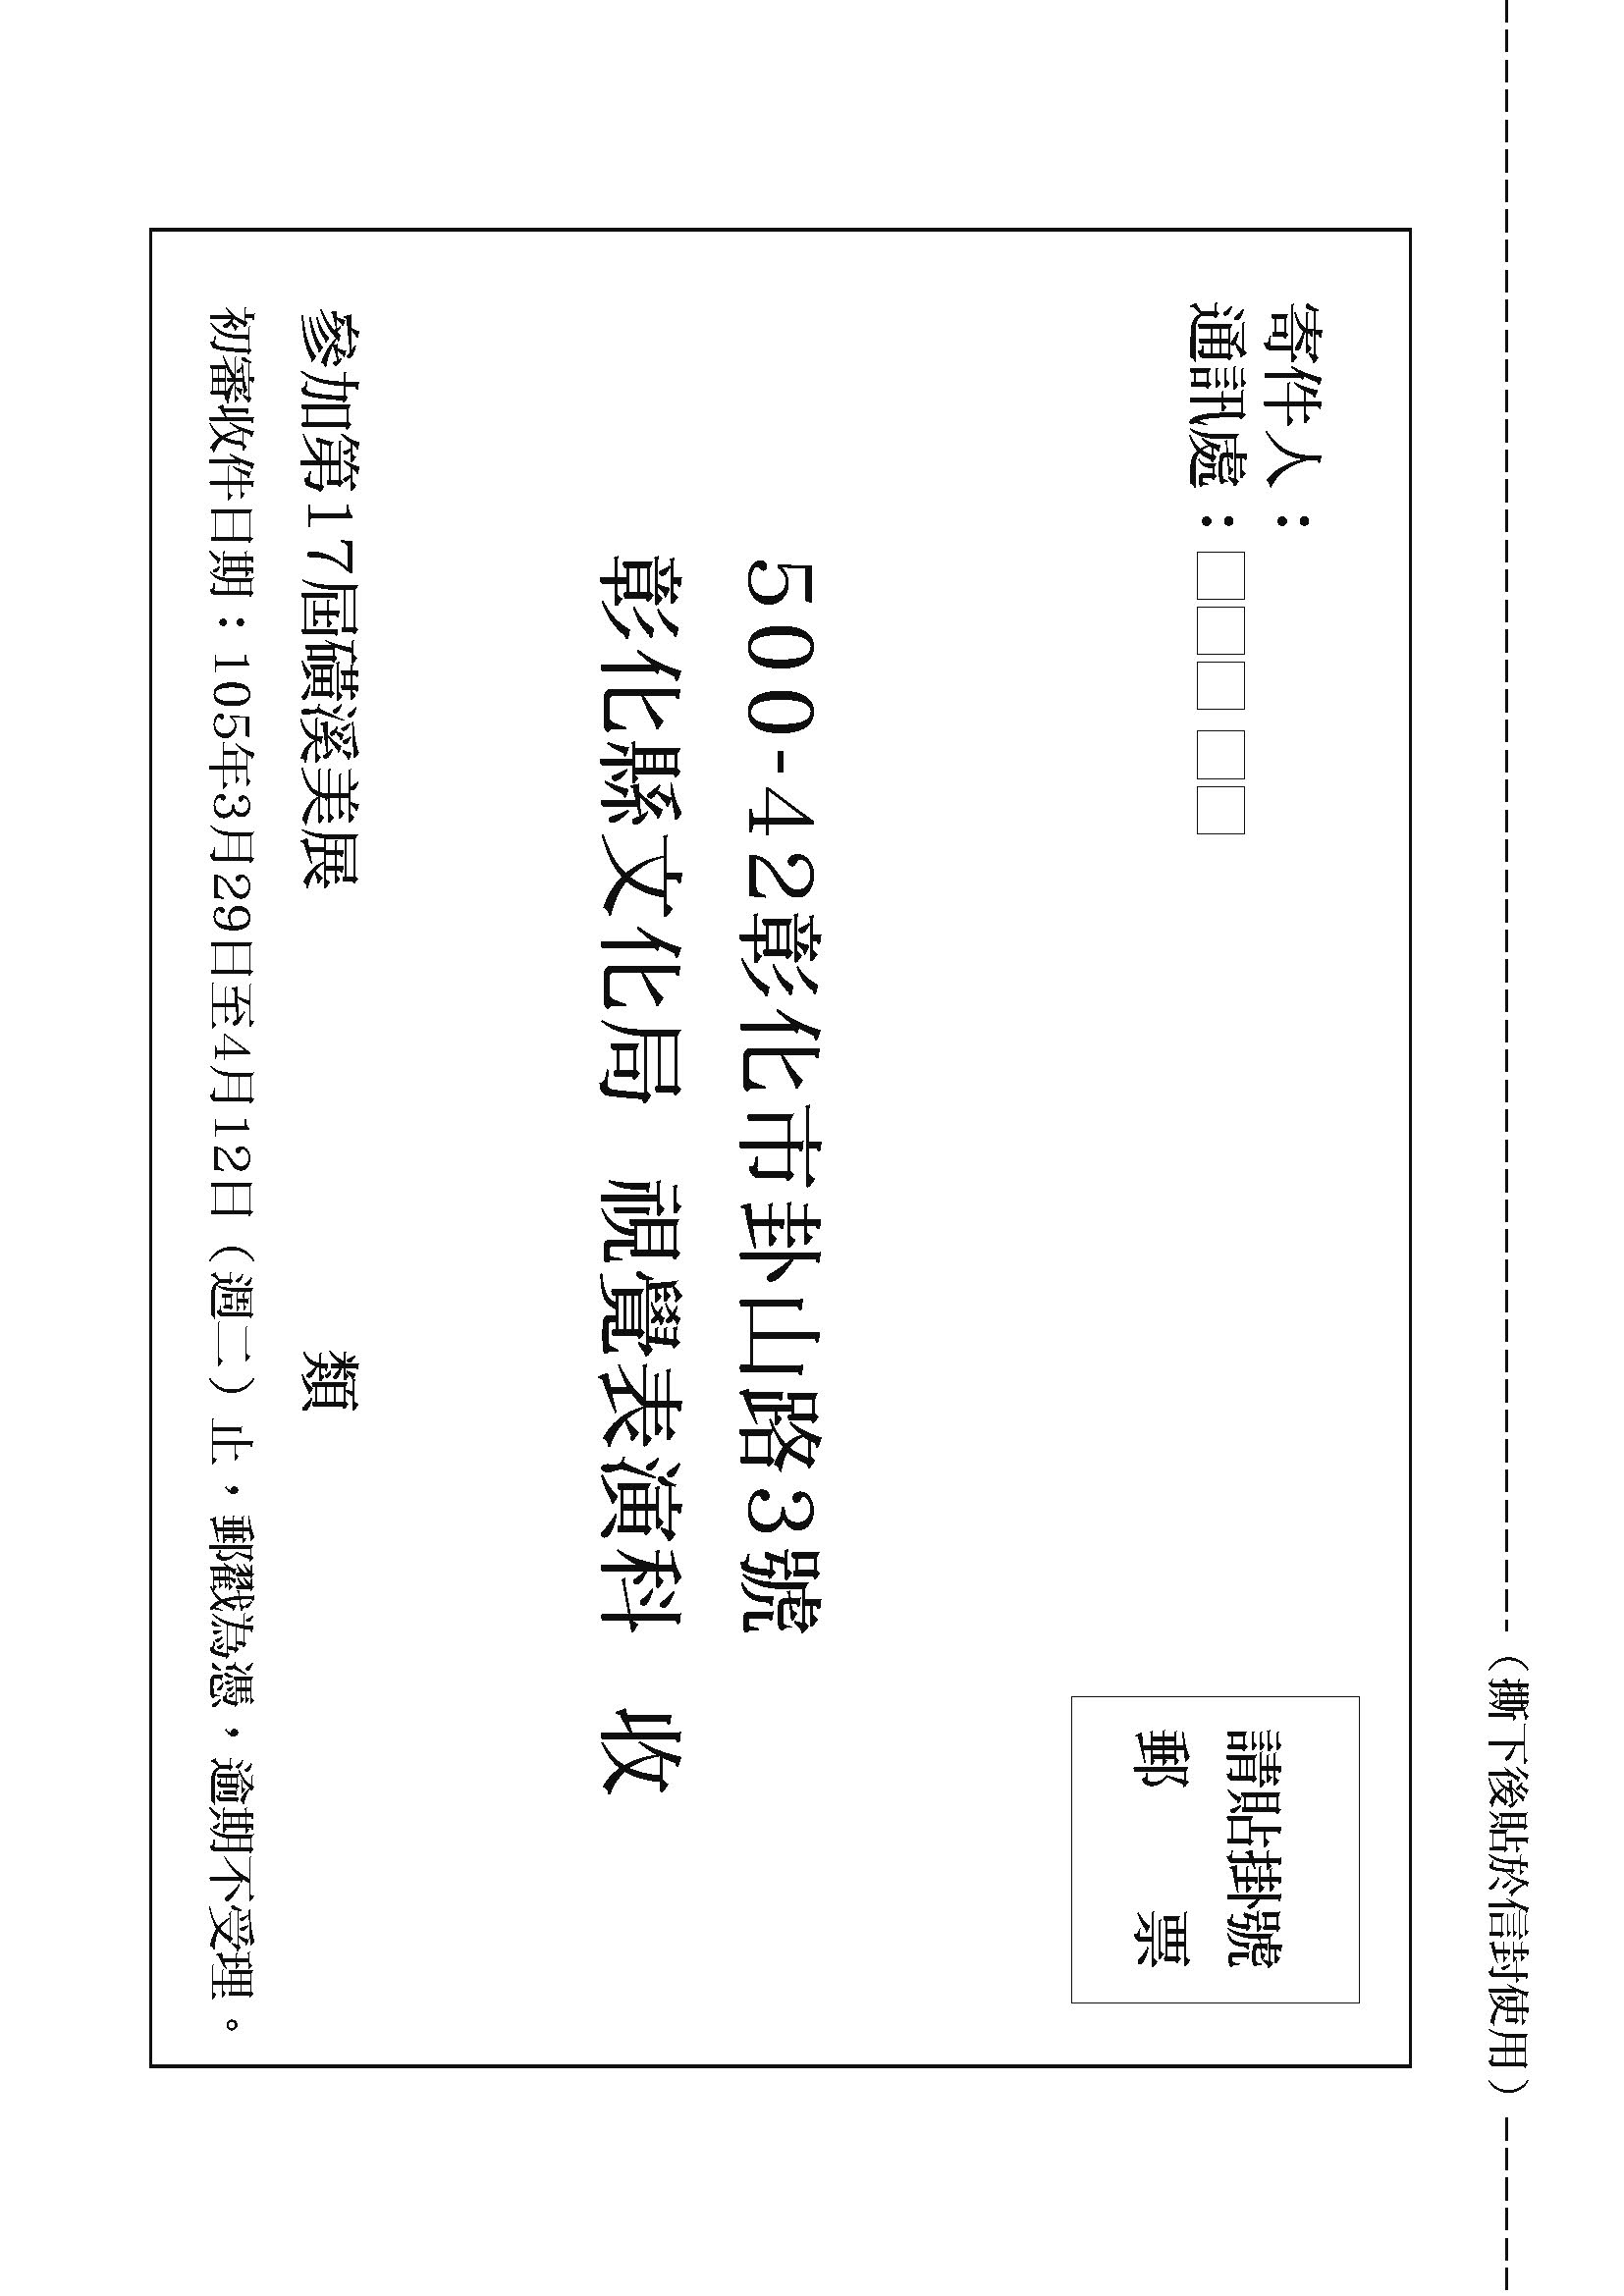 （撕下後貼於信封使用）
寄件人：
通訊處：□□□ □□
請貼掛號
郵 票
500-42彰化市卦山路3號
彰化縣文化局 視覺表演科 收
參加第17屆磺溪美展 類
初審收件日期：105年3月29日至4月12日（週二）止，郵戳為憑，逾期不受理。